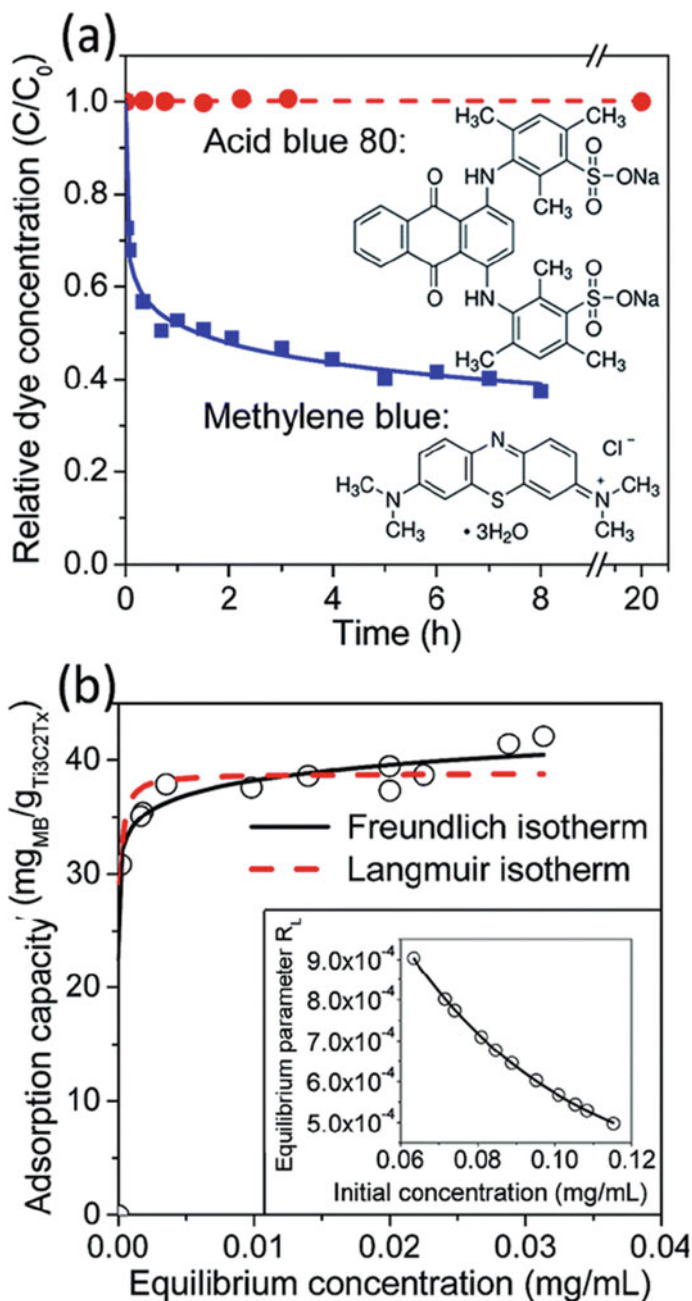 (a)
Relative dye concentration (C/C₀)
1.0
0.8
0.6
0.4
0.2
0.0
Acid blue 80:
CH₃
CH₃
O
HN
S
ONa
O
O
CH₃
O
CH₃
O
HN
S
ONa
O
CH₃
CH₃
Methylene blue:
N
Cl⁻
H₃C
N
S
N⁺
CH₃
CH₃
CH₃
• 3H₂O
0
2
4
6
8
20
Time (h)
(b)
Adsorption capacity (mg_MB/g_Ti3C2Tx)
40
30
20
10
0
Freundlich isotherm
Langmuir isotherm
Equilibrium parameter R_L
9.0x10⁻⁴
8.0x10⁻⁴
7.0x10⁻⁴
6.0x10⁻⁴
5.0x10⁻⁴
0.06
0.08
0.10
0.12
Initial concentration (mg/mL)
0.00
0.01
0.02
0.03
0.04
Equilibrium concentration (mg/mL)